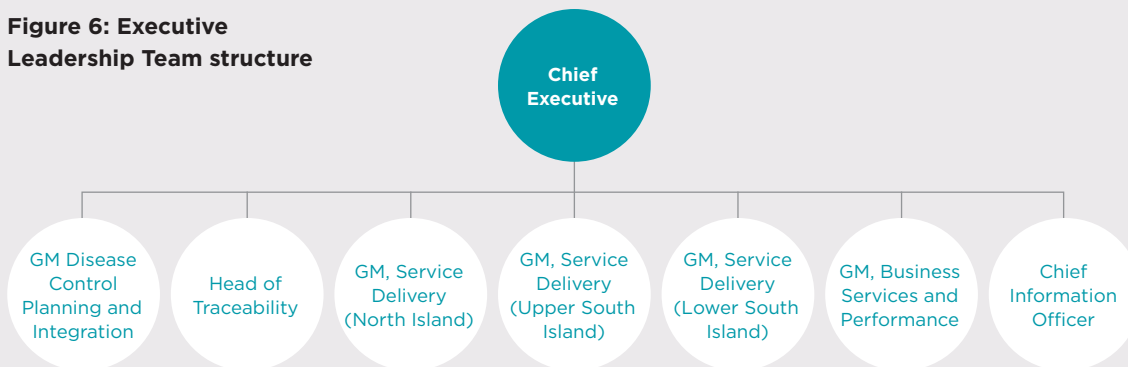 Figure 6: Executive
Leadership Team structure
Chief
Executive
GM Disease
Control
Planning and
Integration
Head of
Traceability
GM, Service
Delivery
(North Island)
GM, Service
Delivery
(Upper South
Island)
GM, Service
Delivery
(Lower South
Island)
GM, Business
Services and
Performance
Chief
Information
Officer